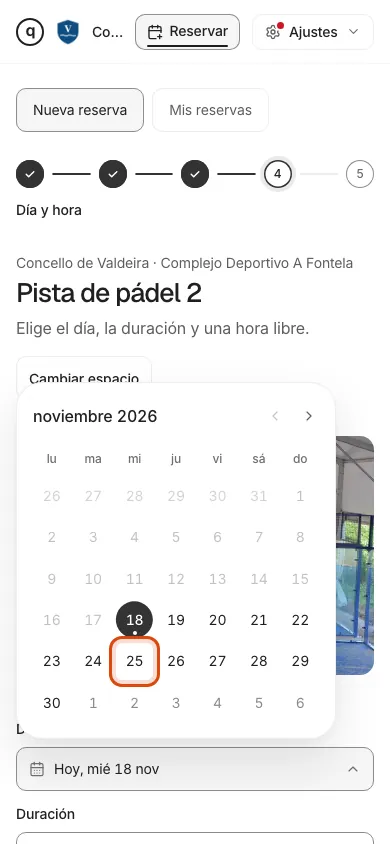 q
V
Co...
Reservar
Ajustes
Nueva reserva
Mis reservas
4
5
Día y hora
Concello de Valdeira · Complejo Deportivo A Fontela
Pista de pádel 2
Elige el día, la duración y una hora libre.
Cambiar espacio
noviembre 2026
lu ma mi ju vi sá do
26 27 28 29 30 31 1
2 3 4 5 6 7 8
9 10 11 12 13 14 15
16 17 18 19 20 21 22
23 24 25 26 27 28 29
30 1 2 3 4 5 6
Hoy, mié 18 nov
Duración